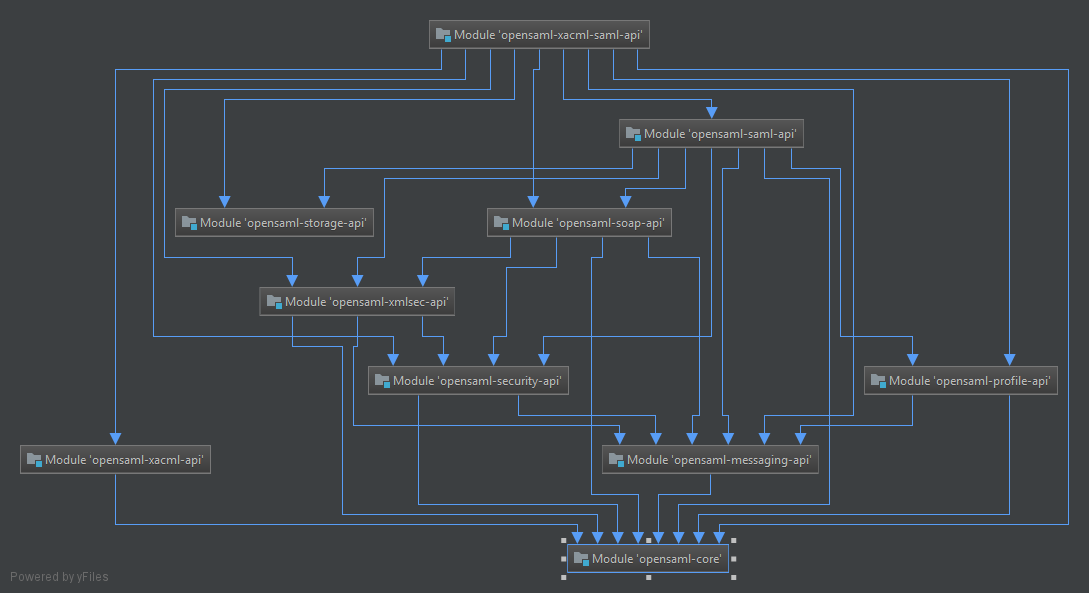 Module 'opensaml-xacml-saml-api'
Module 'opensaml-saml-api'
Module 'opensaml-storage-api'
Module 'opensaml-soap-api'
Module 'opensaml-xmlsec-api'
Module 'opensaml-security-api'
Module 'opensaml-profile-api'
Module 'opensaml-xacml-api'
Module 'opensaml-messaging-api'
Module 'opensaml-core'
Powered by yFiles